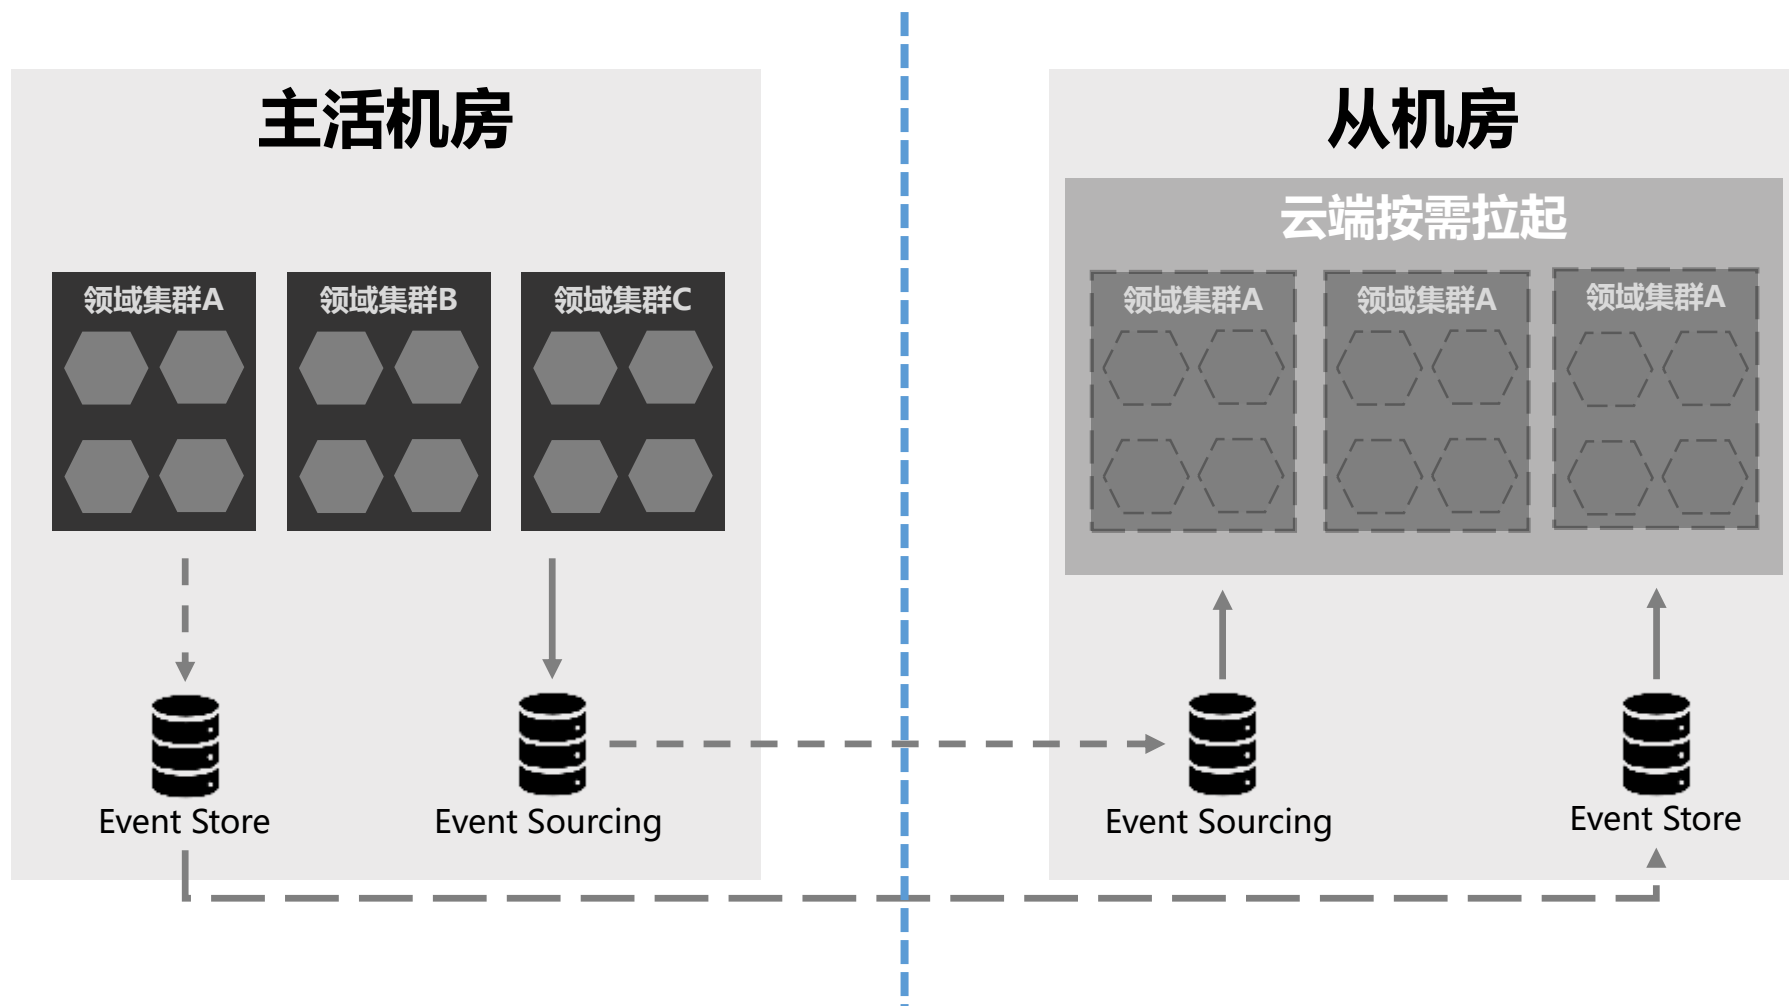 主活机房
领域集群A
领域集群B
领域集群C
Event Store
Event Sourcing
从机房
云端按需拉起
领域集群A
领域集群A
领域集群A
Event Sourcing
Event Store